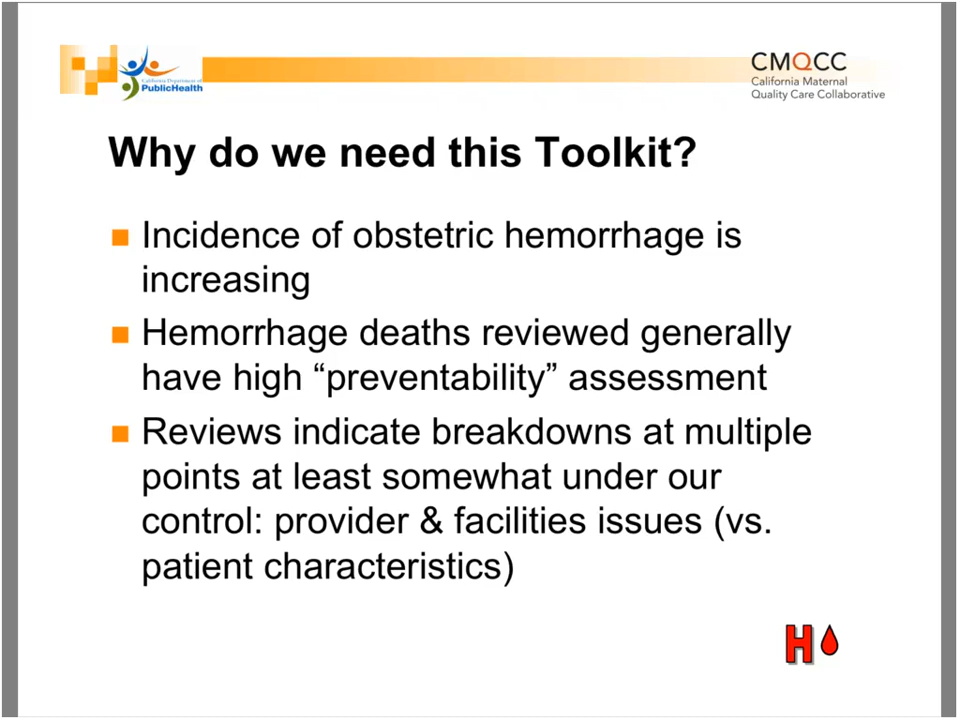 California Department of
PublicHealth
CMQCC
California Maternal
Quality Care Collaborative
Why do we need this Toolkit?
Incidence of obstetric hemorrhage is
increasing
Hemorrhage deaths reviewed generally
have high “preventability” assessment
Reviews indicate breakdowns at multiple
points at least somewhat under our
control: provider & facilities issues (vs.
patient characteristics)
H